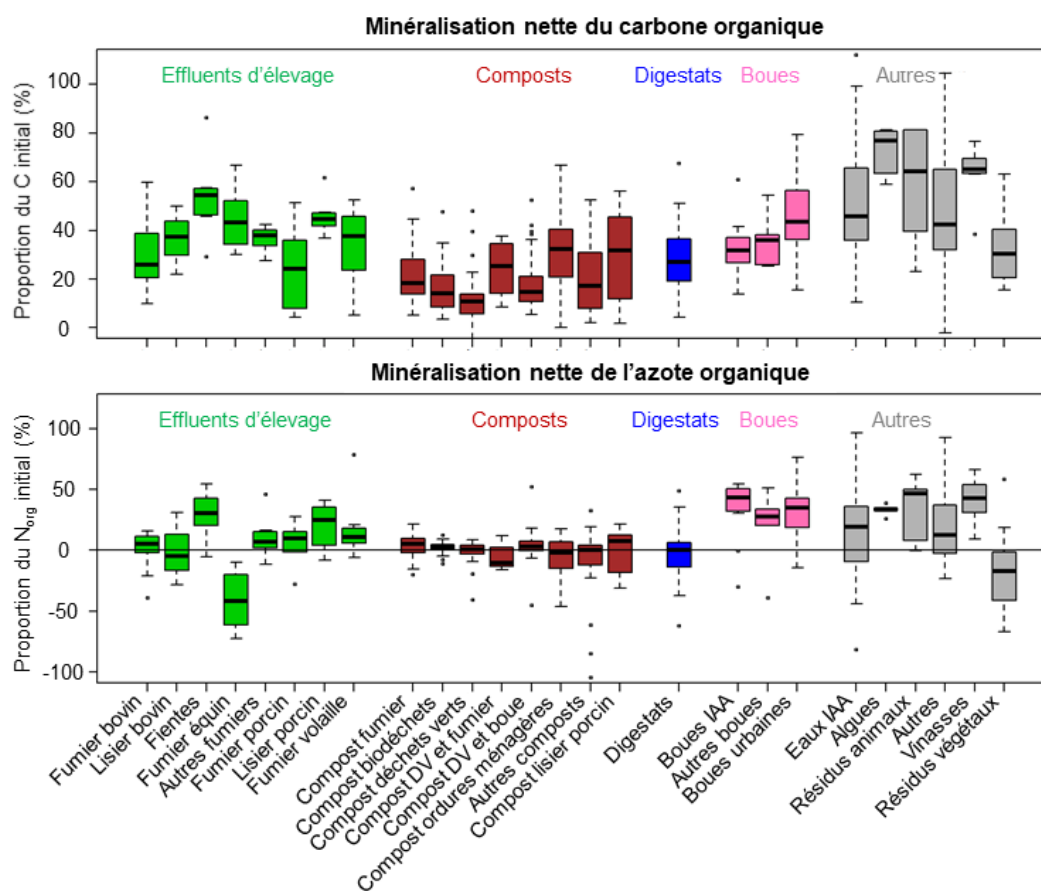 Minéralisation nette du carbone organique
Proportion du C initial (%)
100
80
60
40
20
0
Effluents d'élevage
Composts
Digestats
Boues
Autres
Minéralisation nette de l'azote organique
Proportion du Norg initial (%)
100
50
0
-50
-100
Effluents d'élevage
Composts
Digestats
Boues
Autres
Fumier bovin
Lisier bovin
Fientes
Fumier équin
Autres fumiers
Fumier porcin
Lisier porcin
Fumier volaille
Compost fumier
Compost biodéchets
Compost déchets verts
Compost DV et fumier
Compost DV et boue
Compost ordures ménagères
Autres composts
Compost lisier porcin
Digestats
Boues IAA
Autres boues
Boues urbaines
Eaux IAA
Algues
Résidus animaux
Autres
Vinasses
Résidus végétaux